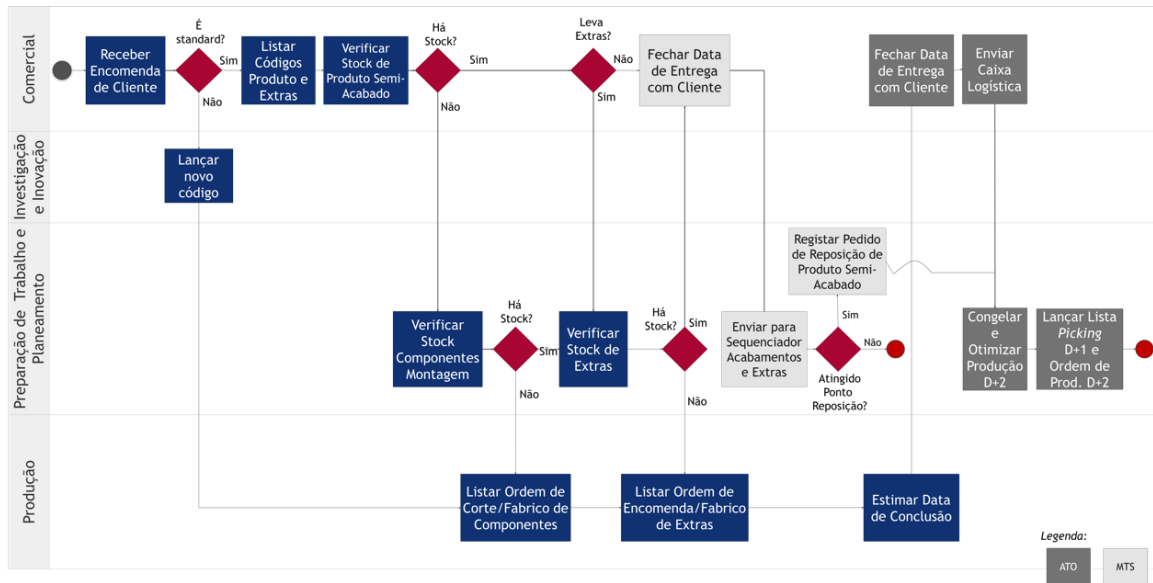 Comercial
Receber
Encomenda
de Cliente
É
standard?
Sim
Não
Listar
Códigos
Produto e
Extras
Verificar
Stock de
Produto Semi-
Acabado
Há
Stock?
Sim
Não
Leva
Extras?
Não
Sim
Fechar Data
de Entrega
com Cliente
Fechar Data
de Entrega
com Cliente
Enviar
Caixa
Logística
Investigação
e Inovação
Lançar
novo
código
Preparação de Trabalho e
Planeamento
Verificar
Stock
Componentes
Montagem
Há
Stock?
Sim
Não
Verificar
Stock de
Extras
Há
Stock?
Sim
Não
Enviar para
Sequenciador
Acabamentos
e Extras
Registar Pedido
de Reposição de
Produto Semi-
Acabado
Sim
Não
Atingido
Ponto
Reposição?
Congelar
e
Otimizar
Produção
D+2
Lançar Lista
Picking
D+1 e
Ordem de
Prod. D+2
Produção
Listar Ordem de
Corte/Fabrico de
Componentes
Listar Ordem de
Encomenda/Fabrico
de Extras
Estimar Data
de Conclusão
Legenda:
ATO
MTS